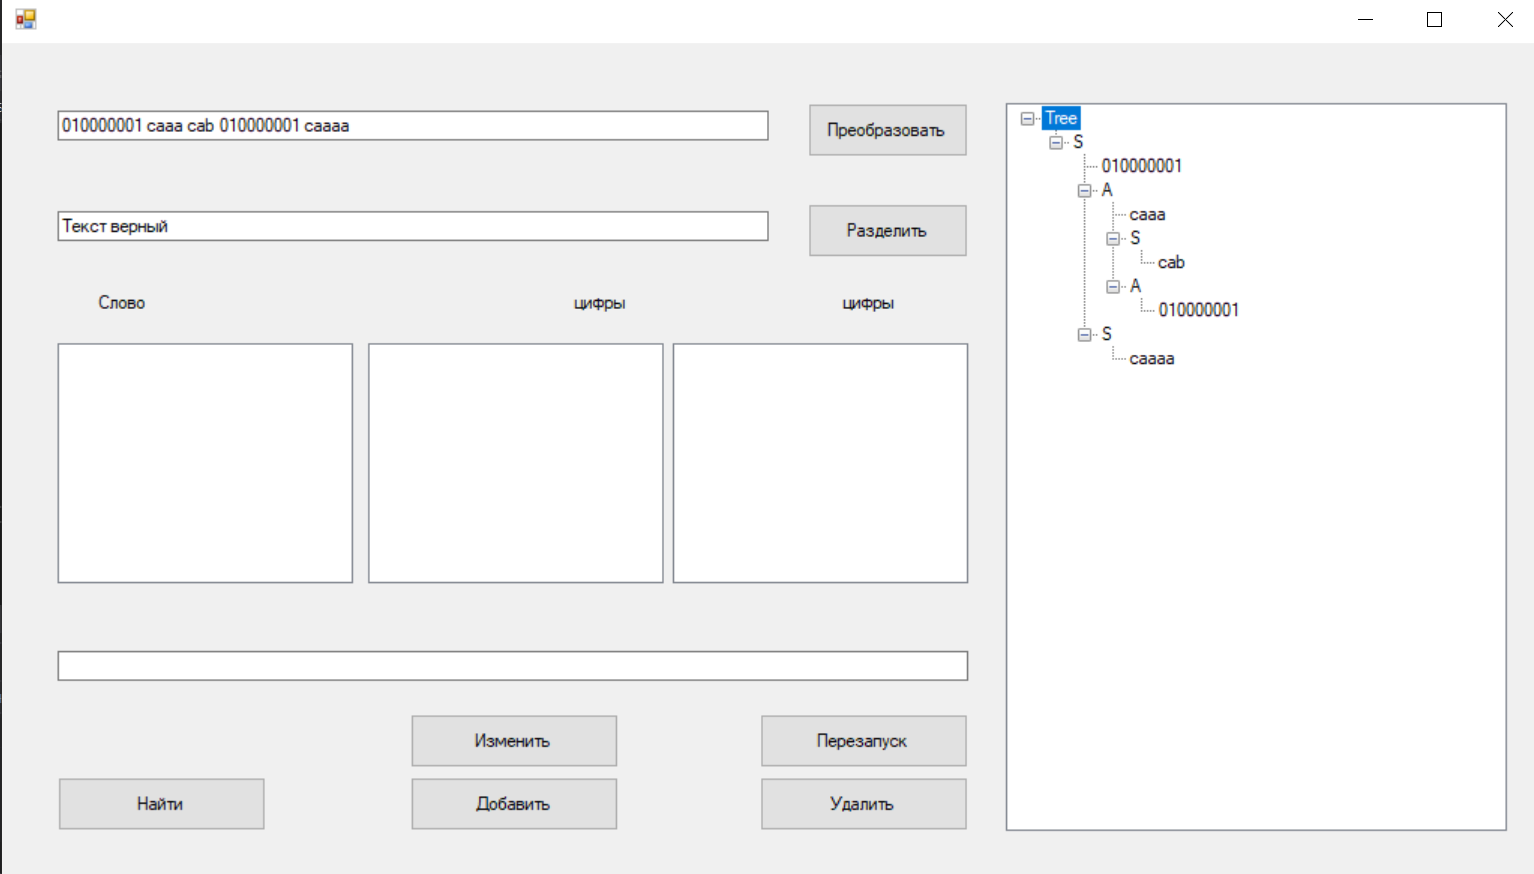 010000001 caaa cab 010000001 caaaa
Преобразовать
Текст верный
Разделить
Слово
цифры
цифры
Изменить
Перезапуск
Найти
Добавить
Удалить
Tree
S
010000001
A
caaa
S
cab
A
010000001
S
caaaa